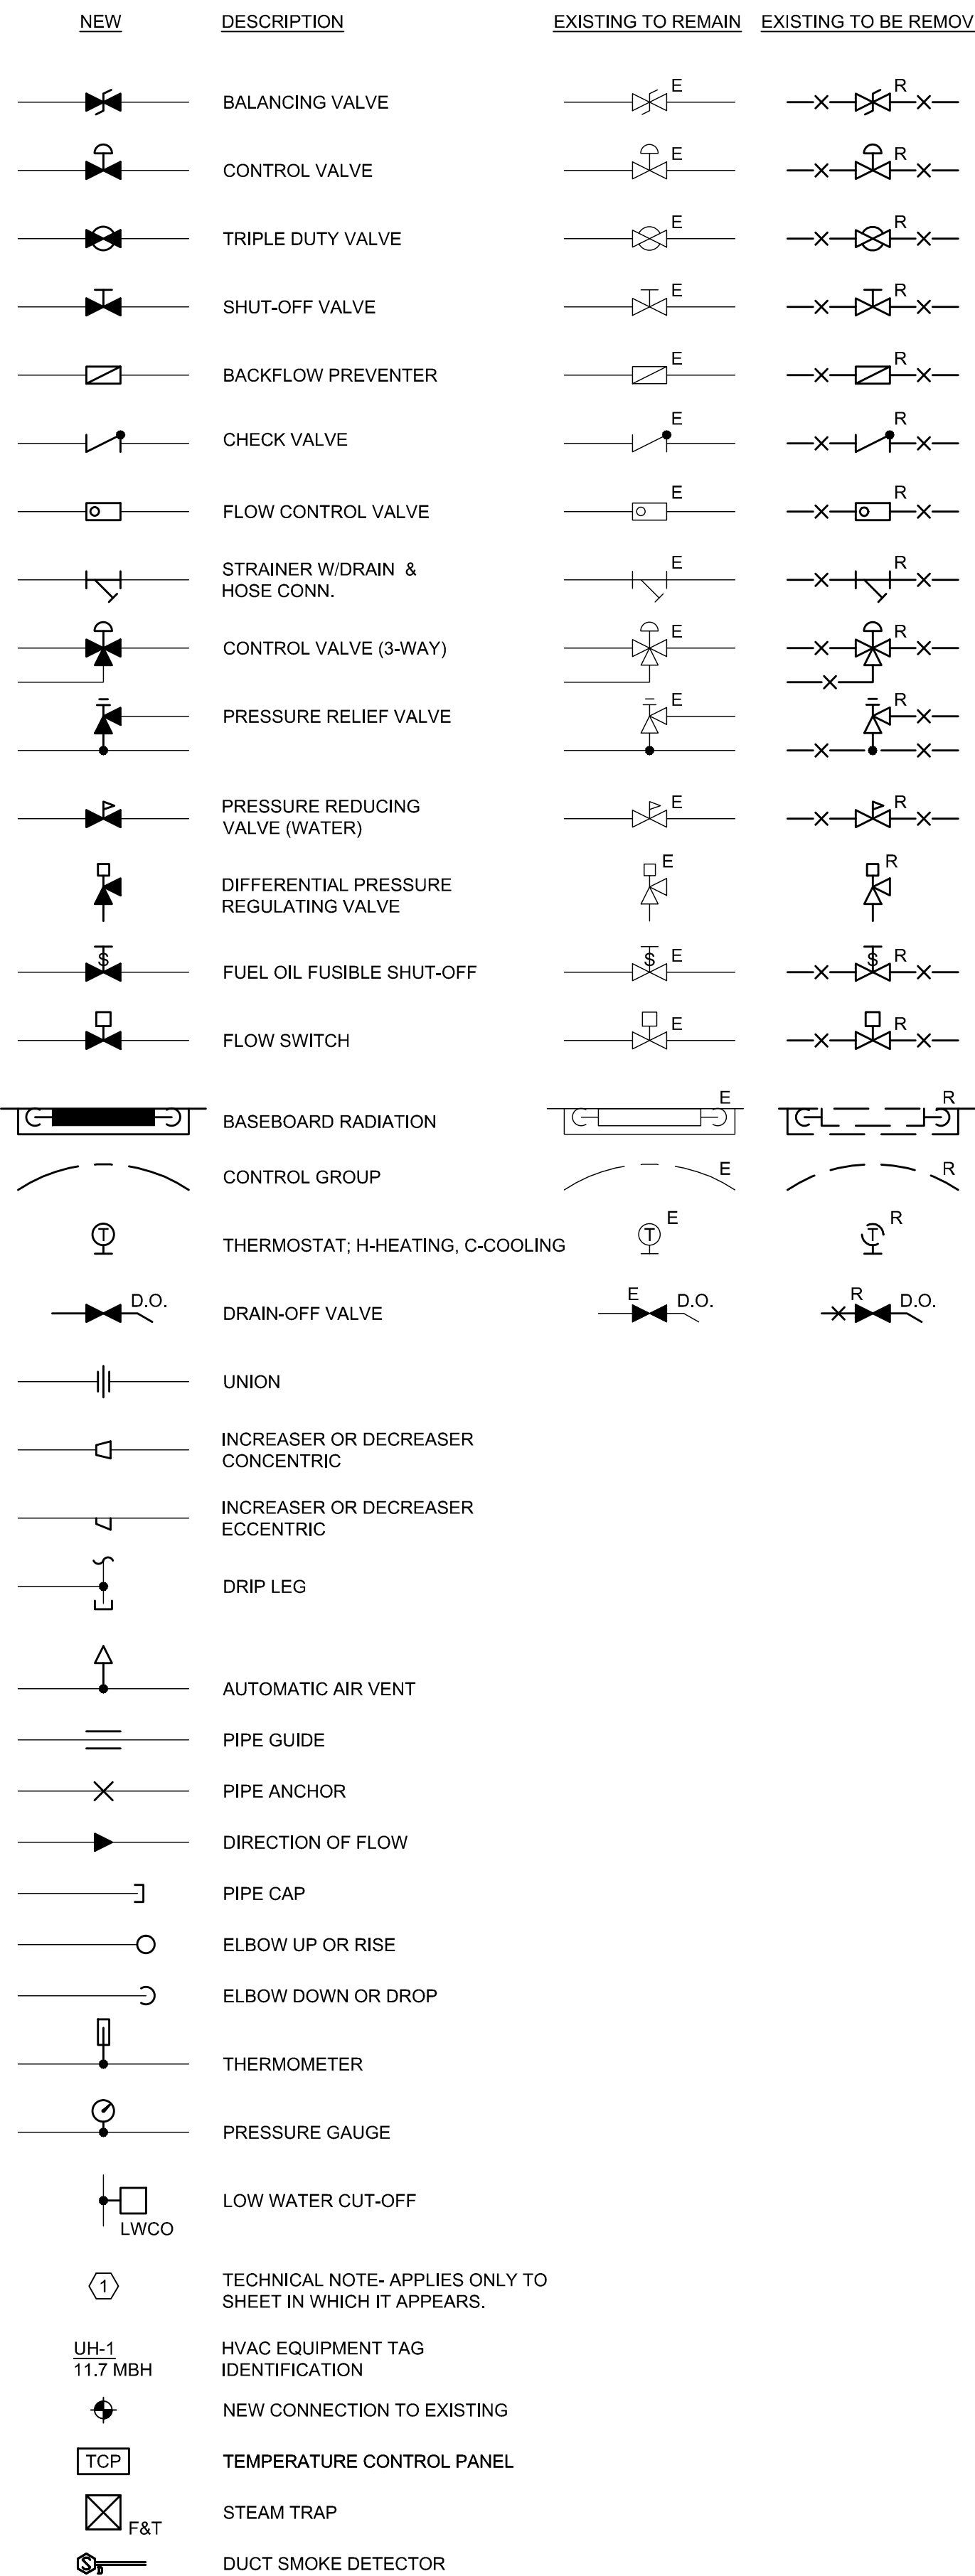 NEW DESCRIPTION EXISTING TO REMAIN EXISTING TO BE REMOV
BALANCING VALVE E R
CONTROL VALVE E R
TRIPLE DUTY VALVE E R
SHUT-OFF VALVE E R
BACKFLOW PREVENTER E R
CHECK VALVE E R
FLOW CONTROL VALVE E R
STRAINER W/DRAIN & E R
HOSE CONN.
CONTROL VALVE (3-WAY) E R
PRESSURE RELIEF VALVE E R
PRESSURE REDUCING E R
VALVE (WATER)
DIFFERENTIAL PRESSURE E R
REGULATING VALVE
S FUEL OIL FUSIBLE SHUT-OFF S E S R
FLOW SWITCH E R
BASEBOARD RADIATION E R
CONTROL GROUP E R
T THERMOSTAT; H-HEATING, C-COOLING T E T R
D.O. DRAIN-OFF VALVE E D.O. R D.O.
UNION
INCREASER OR DECREASER
CONCENTRIC
INCREASER OR DECREASER
ECCENTRIC
DRIP LEG
AUTOMATIC AIR VENT
PIPE GUIDE
PIPE ANCHOR
DIRECTION OF FLOW
PIPE CAP
ELBOW UP OR RISE
ELBOW DOWN OR DROP
THERMOMETER
PRESSURE GAUGE
LOW WATER CUT-OFF
LWCO
1 TECHNICAL NOTE- APPLIES ONLY TO
SHEET IN WHICH IT APPEARS.
UH-1 HVAC EQUIPMENT TAG
11.7 MBH IDENTIFICATION
NEW CONNECTION TO EXISTING
TCP TEMPERATURE CONTROL PANEL
STEAM TRAP
F&T
S D DUCT SMOKE DETECTOR